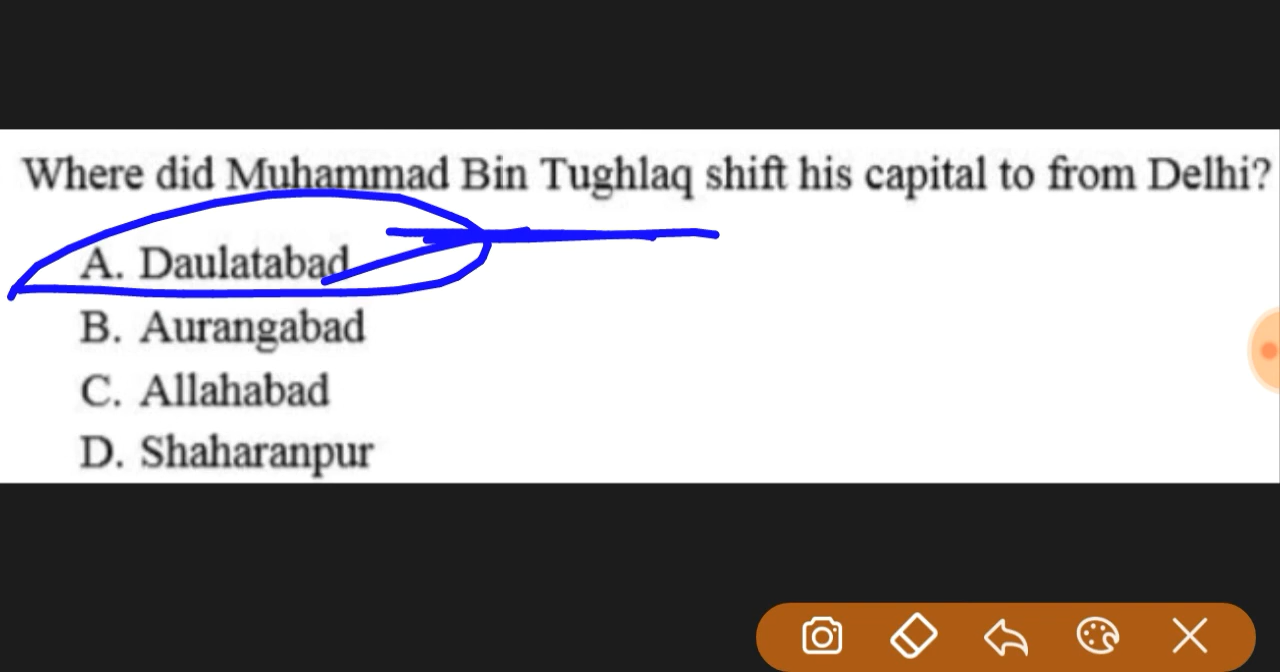 Where did Muhammad Bin Tughlaq shift his capital to from Delhi?
A. Daulatabad
B. Aurangabad
C. Allahabad
D. Shaharanpur